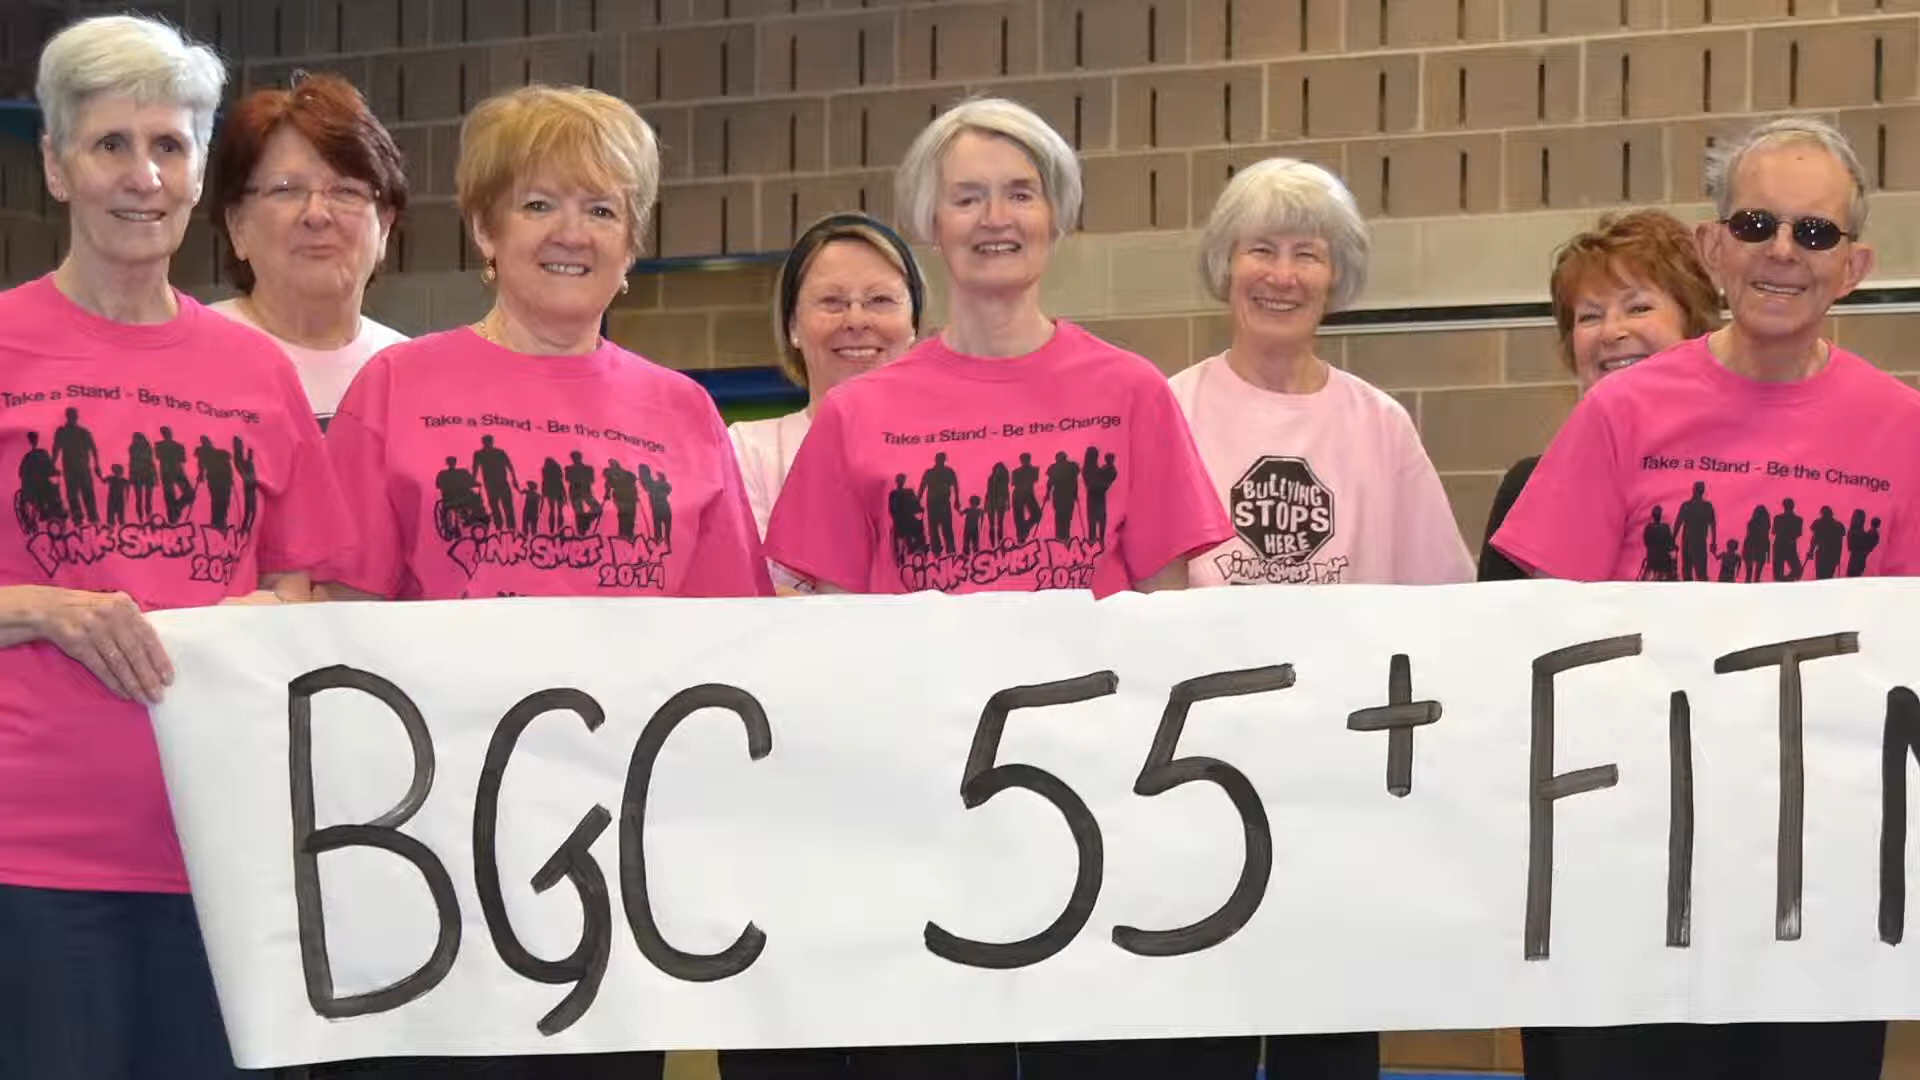 Take a Stand - Be the Change
PINK SHIRT DAY
Take a Stand - Be the Change
PINK SHIRT DAY
2014
Take a Stand - Be the Change
PINK SHIRT DAY
2014
BULLYING
STOPS
HERE
PINK SHIRT DAY
Take a Stand - Be the Change
BGC 55+ FIT